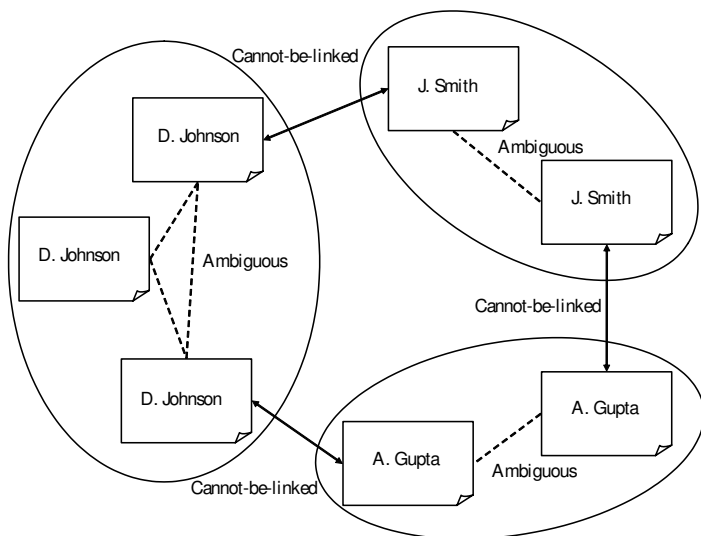 Cannot-be-linked
J. Smith
D. Johnson
Ambiguous
J. Smith
D. Johnson
Ambiguous
Cannot-be-linked
D. Johnson
A. Gupta
A. Gupta
Ambiguous
Cannot-be-linked